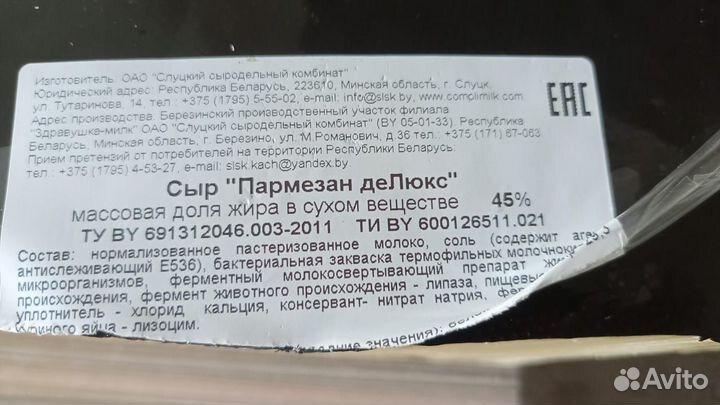 Изготовитель: ОАО "Слуцкий сыродельный комбинат"
Юридический адрес: Республика Беларусь, 223610, Минская область, г. Слуцк,
ул. Тутаринова, 14, тел.: +375 (1795) 5-55-02, e-mail: info@slsk.by, www.complimilk.com
Адрес производства: Березинский производственный участок филиала
"Здравушка-милк" ОАО "Слуцкий сыродельный комбинат" (BY 05-01-33). Республика
Беларусь, Минская область, г. Березино, ул. М.Романович, д.36 тел.: +375 (171) 67-063.
Прием претензий от потребителей на территории Республики Беларусь:
тел.: +375 (1795) 4-53-27, e-mail: slsk.kach@yandex.by.
EAC
Сыр "Пармезан деЛюкс"
массовая доля жира в сухом веществе 45%
ТУ BY 691312046.003-2011 ТИ BY 600126511.021
Состав: нормализованное пастеризованное молоко, соль (содержит
антислеживающий Е536), бактериальная закваска термофильных
микроорганизмов, ферментный молокосвертывающий препарат
происхождения, фермент животного происхождения - липаза,
уплотнитель - хлорид кальция, консервант- нитрат натрия,
куриного яйца - лизоцим.
значения):
Avito